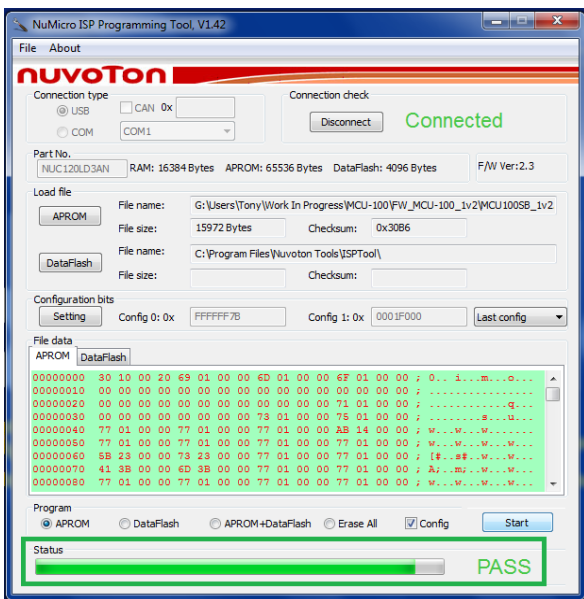 NuMicro ISP Programming Tool, V1.42
File About
nuvoTon
Connection type
USB
CAN 0x
COM
COM1
Connection check
Disconnect
Connected
Part No.
NUC120LD3AN
RAM: 16384 Bytes APROM: 65536 Bytes DataFlash: 4096 Bytes
F/W Ver:2.3
Load file
APROM
File name:
G:\Users\Tony\Work In Progress\MCU-100\FW_MCU-100_1v2\MCU100SB_1v2
File size:
15972 Bytes
Checksum:
0x30B6
DataFlash
File name:
C:\Program Files\Nuvoton Tools\ISPTool\
File size:
Checksum:
Configuration bits
Setting
Config 0: 0x
FFFFFF7B
Config 1: 0x
0001F000
Last config
File data
APROM DataFlash
00000000 30 10 00 20 69 01 00 00 6D 01 00 00 6F 01 00 00 ; 0.. i...m...o...
00000010 00 00 00 00 00 00 00 00 00 00 00 00 00 00 00 00 ; ................
00000020 00 00 00 00 00 00 00 00 00 00 00 00 71 01 00 00 ; ............q...
00000030 00 00 00 00 00 00 00 00 73 01 00 00 75 01 00 00 ; ........s...u...
00000040 77 01 00 00 77 01 00 00 77 01 00 00 AB 14 00 00 ; w...w...w.......
00000050 77 01 00 00 77 01 00 00 77 01 00 00 77 01 00 00 ; w...w...w...w...
00000060 5B 23 00 00 73 23 00 00 77 01 00 00 77 01 00 00 ; [#..s#..w...w...
00000070 41 3B 00 00 6D 3B 00 00 77 01 00 00 77 01 00 00 ; A;..m;..w...w...
00000080 77 01 00 00 77 01 00 00 77 01 00 00 77 01 00 00 ; w...w...w...w...
Program
APROM DataFlash APROM+DataFlash Erase All Config Start
Status
PASS